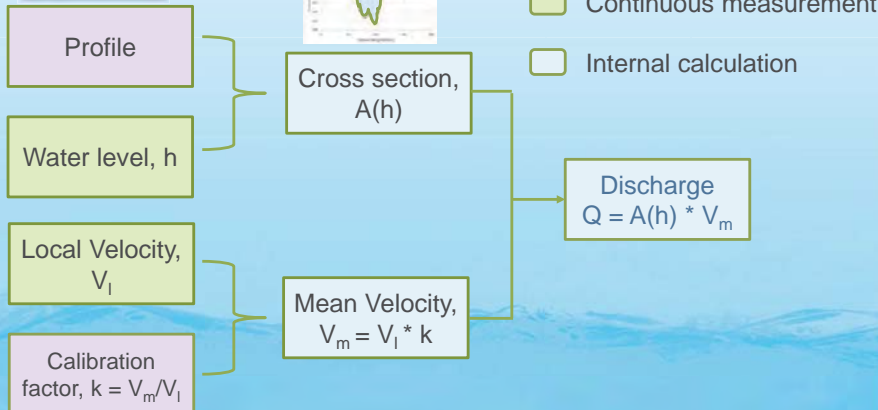 Continuous measurement
Profile
Internal calculation
Cross section,
A(h)
Water level, h
Discharge
Q = A(h) * Vm
Local Velocity,
Vl
Mean Velocity,
Vm = Vl * k
Calibration
factor, k = Vm/Vl